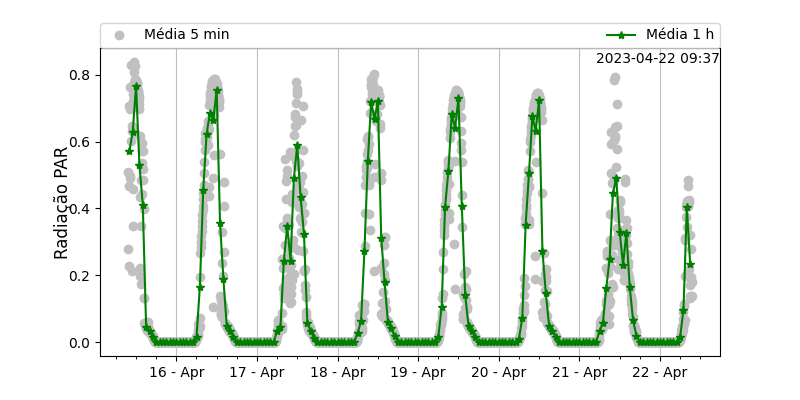 Média 5 min
Média 1 h
2023-04-22 09:37
Radiação PAR
0.8
0.6
0.4
0.2
0.0
16 - Apr
17 - Apr
18 - Apr
19 - Apr
20 - Apr
21 - Apr
22 - Apr